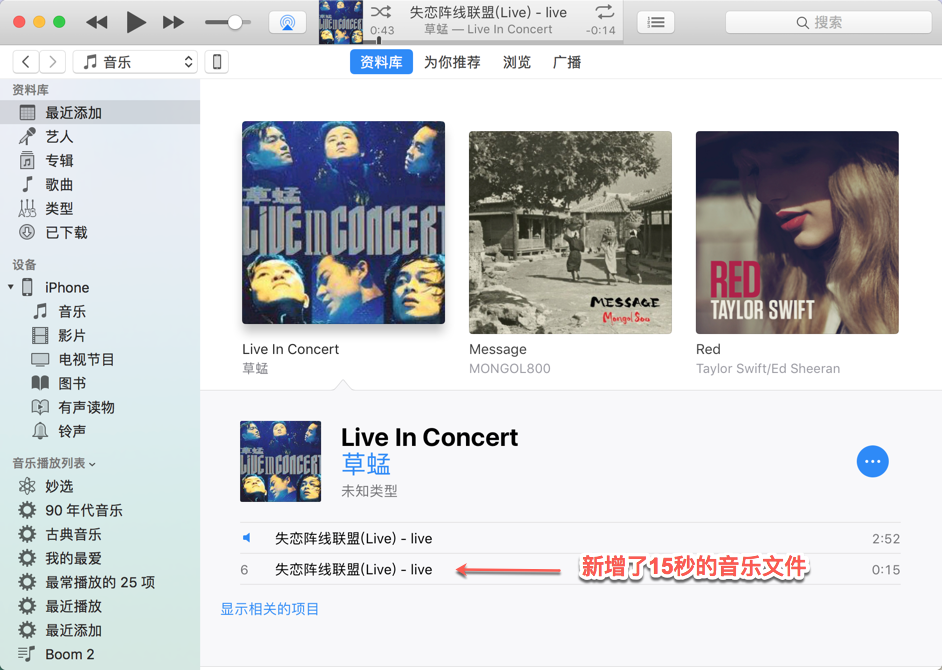 失恋阵线联盟(Live) - live
0:43
草蜢 — Live In Concert
-0:14
搜索
音乐
资料库
为你推荐
浏览
广播
资料库
最近添加
艺人
专辑
歌曲
类型
已下载
设备
iPhone
音乐
影片
电视节目
图书
有声读物
铃声
音乐播放列表
妙选
90 年代音乐
古典音乐
我的最爱
最常播放的 25 项
最近播放
最近添加
Boom 2
草蜢
LIVE IN CONCERT
MESSAGE
Mongol 800
RED
TAYLOR SWIFT
Live In Concert
草蜢
Message
MONGOL800
Red
Taylor Swift/Ed Sheeran
草蜢
LIVE IN CONCERT
Live In Concert
草蜢
未知类型
失恋阵线联盟(Live) - live
2:52
6
失恋阵线联盟(Live) - live
新增了15秒的音乐文件
0:15
显示相关的项目